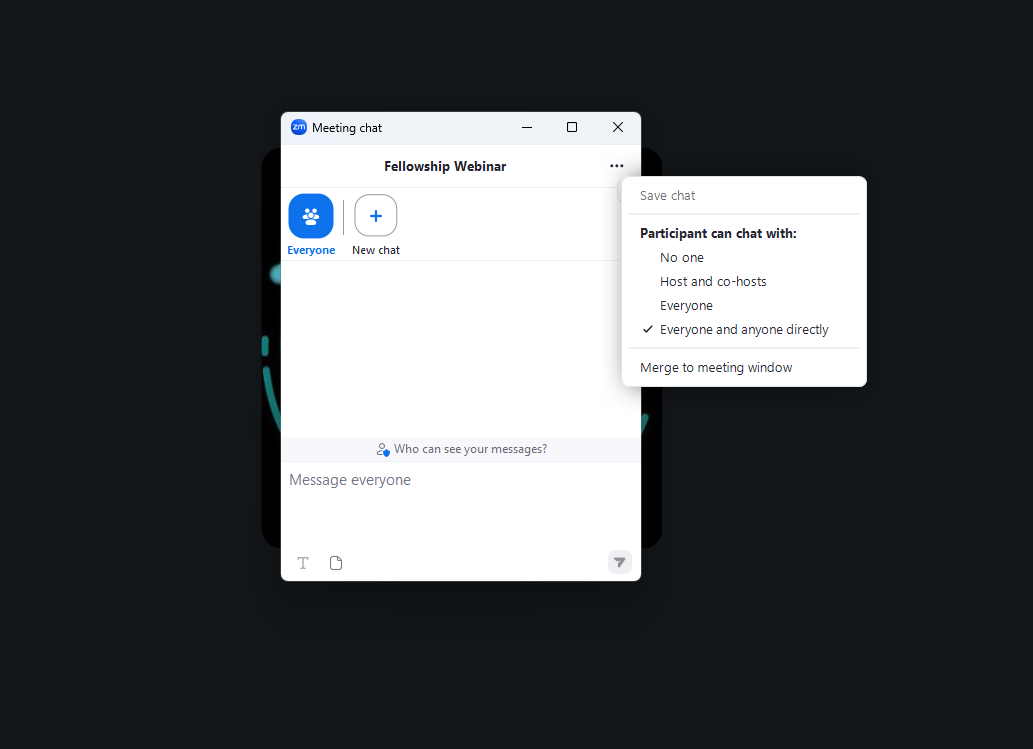 zm Meeting chat
Fellowship Webinar
Everyone
New chat
Save chat
Participant can chat with:
No one
Host and co-hosts
Everyone
Everyone and anyone directly
Merge to meeting window
Who can see your messages?
Message everyone
T